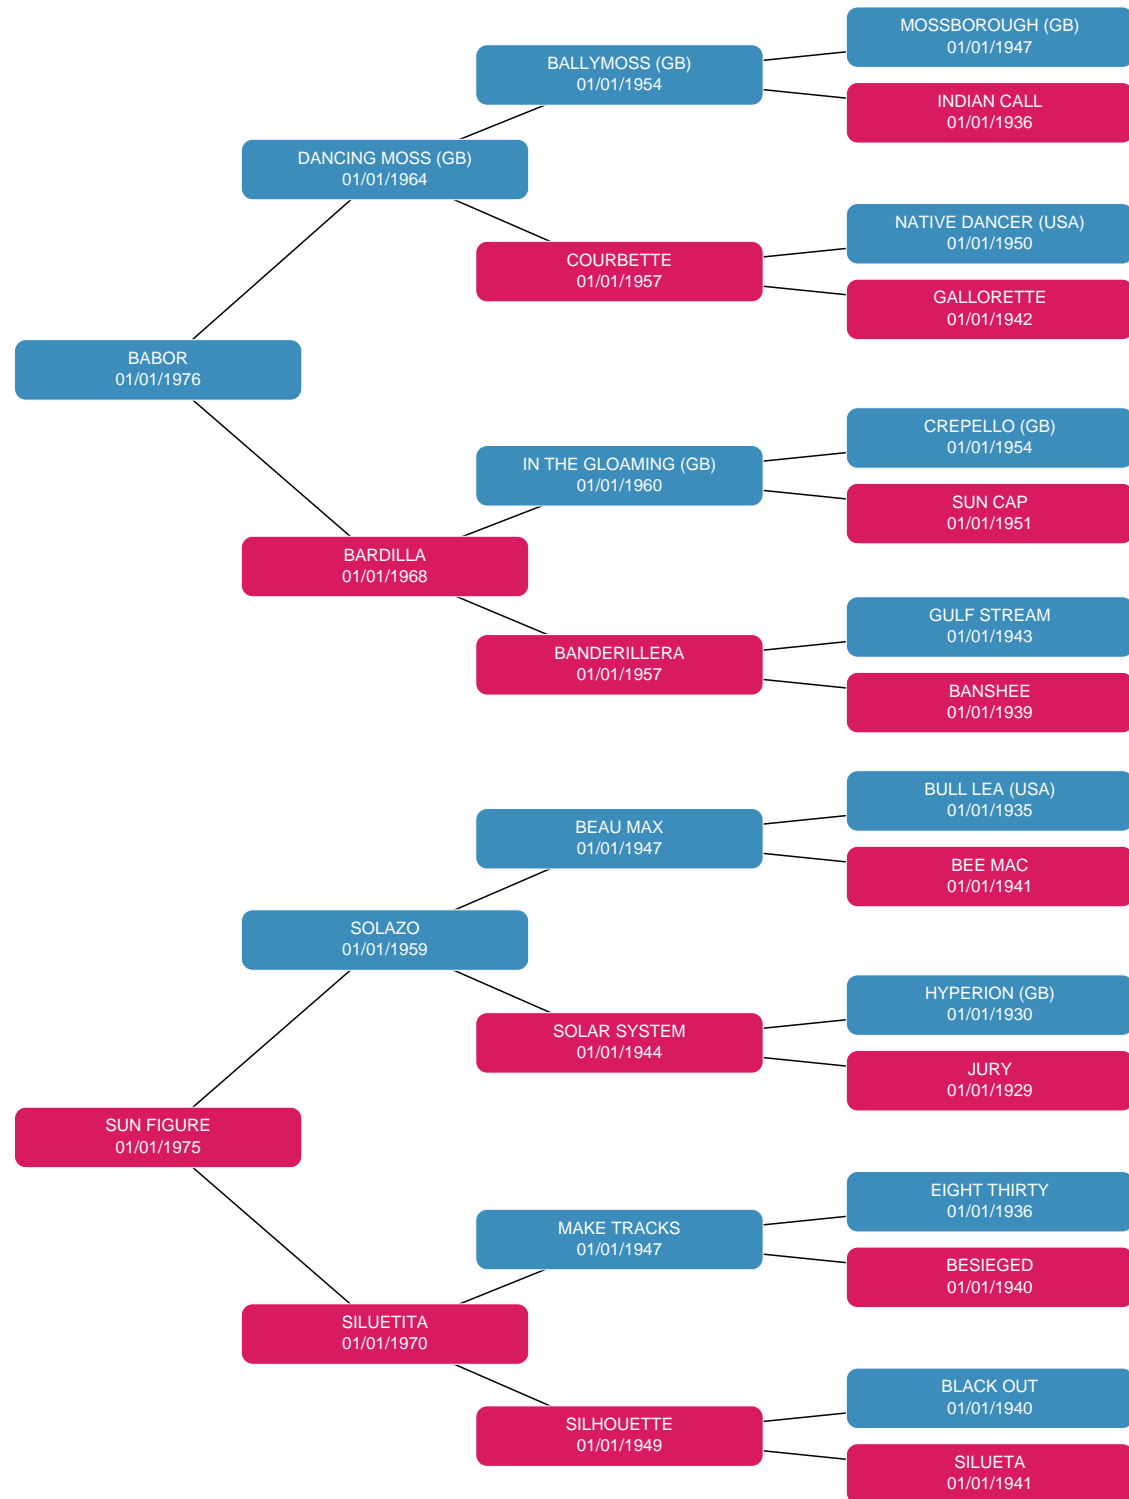 MOSSBOROUGH (GB)
01/01/1947
BALLYMOSS (GB)
01/01/1954
INDIAN CALL
01/01/1936
DANCING MOSS (GB)
01/01/1964
NATIVE DANCER (USA)
01/01/1950
COURBETTE
01/01/1957
GALLORETTE
01/01/1942
BABOR
01/01/1976
CREPELLO (GB)
01/01/1954
IN THE GLOAMING (GB)
01/01/1960
SUN CAP
01/01/1951
BARDILLA
01/01/1968
GULF STREAM
01/01/1943
BANDERILLERA
01/01/1957
BANSHEE
01/01/1939
BULL LEA (USA)
01/01/1935
BEAU MAX
01/01/1947
BEE MAC
01/01/1941
SOLAZO
01/01/1959
HYPERION (GB)
01/01/1930
SOLAR SYSTEM
01/01/1944
JURY
01/01/1929
SUN FIGURE
01/01/1975
EIGHT THIRTY
01/01/1936
MAKE TRACKS
01/01/1947
BESIEGED
01/01/1940
SILUETITA
01/01/1970
BLACK OUT
01/01/1940
SILHOUETTE
01/01/1949
SILUETA
01/01/1941